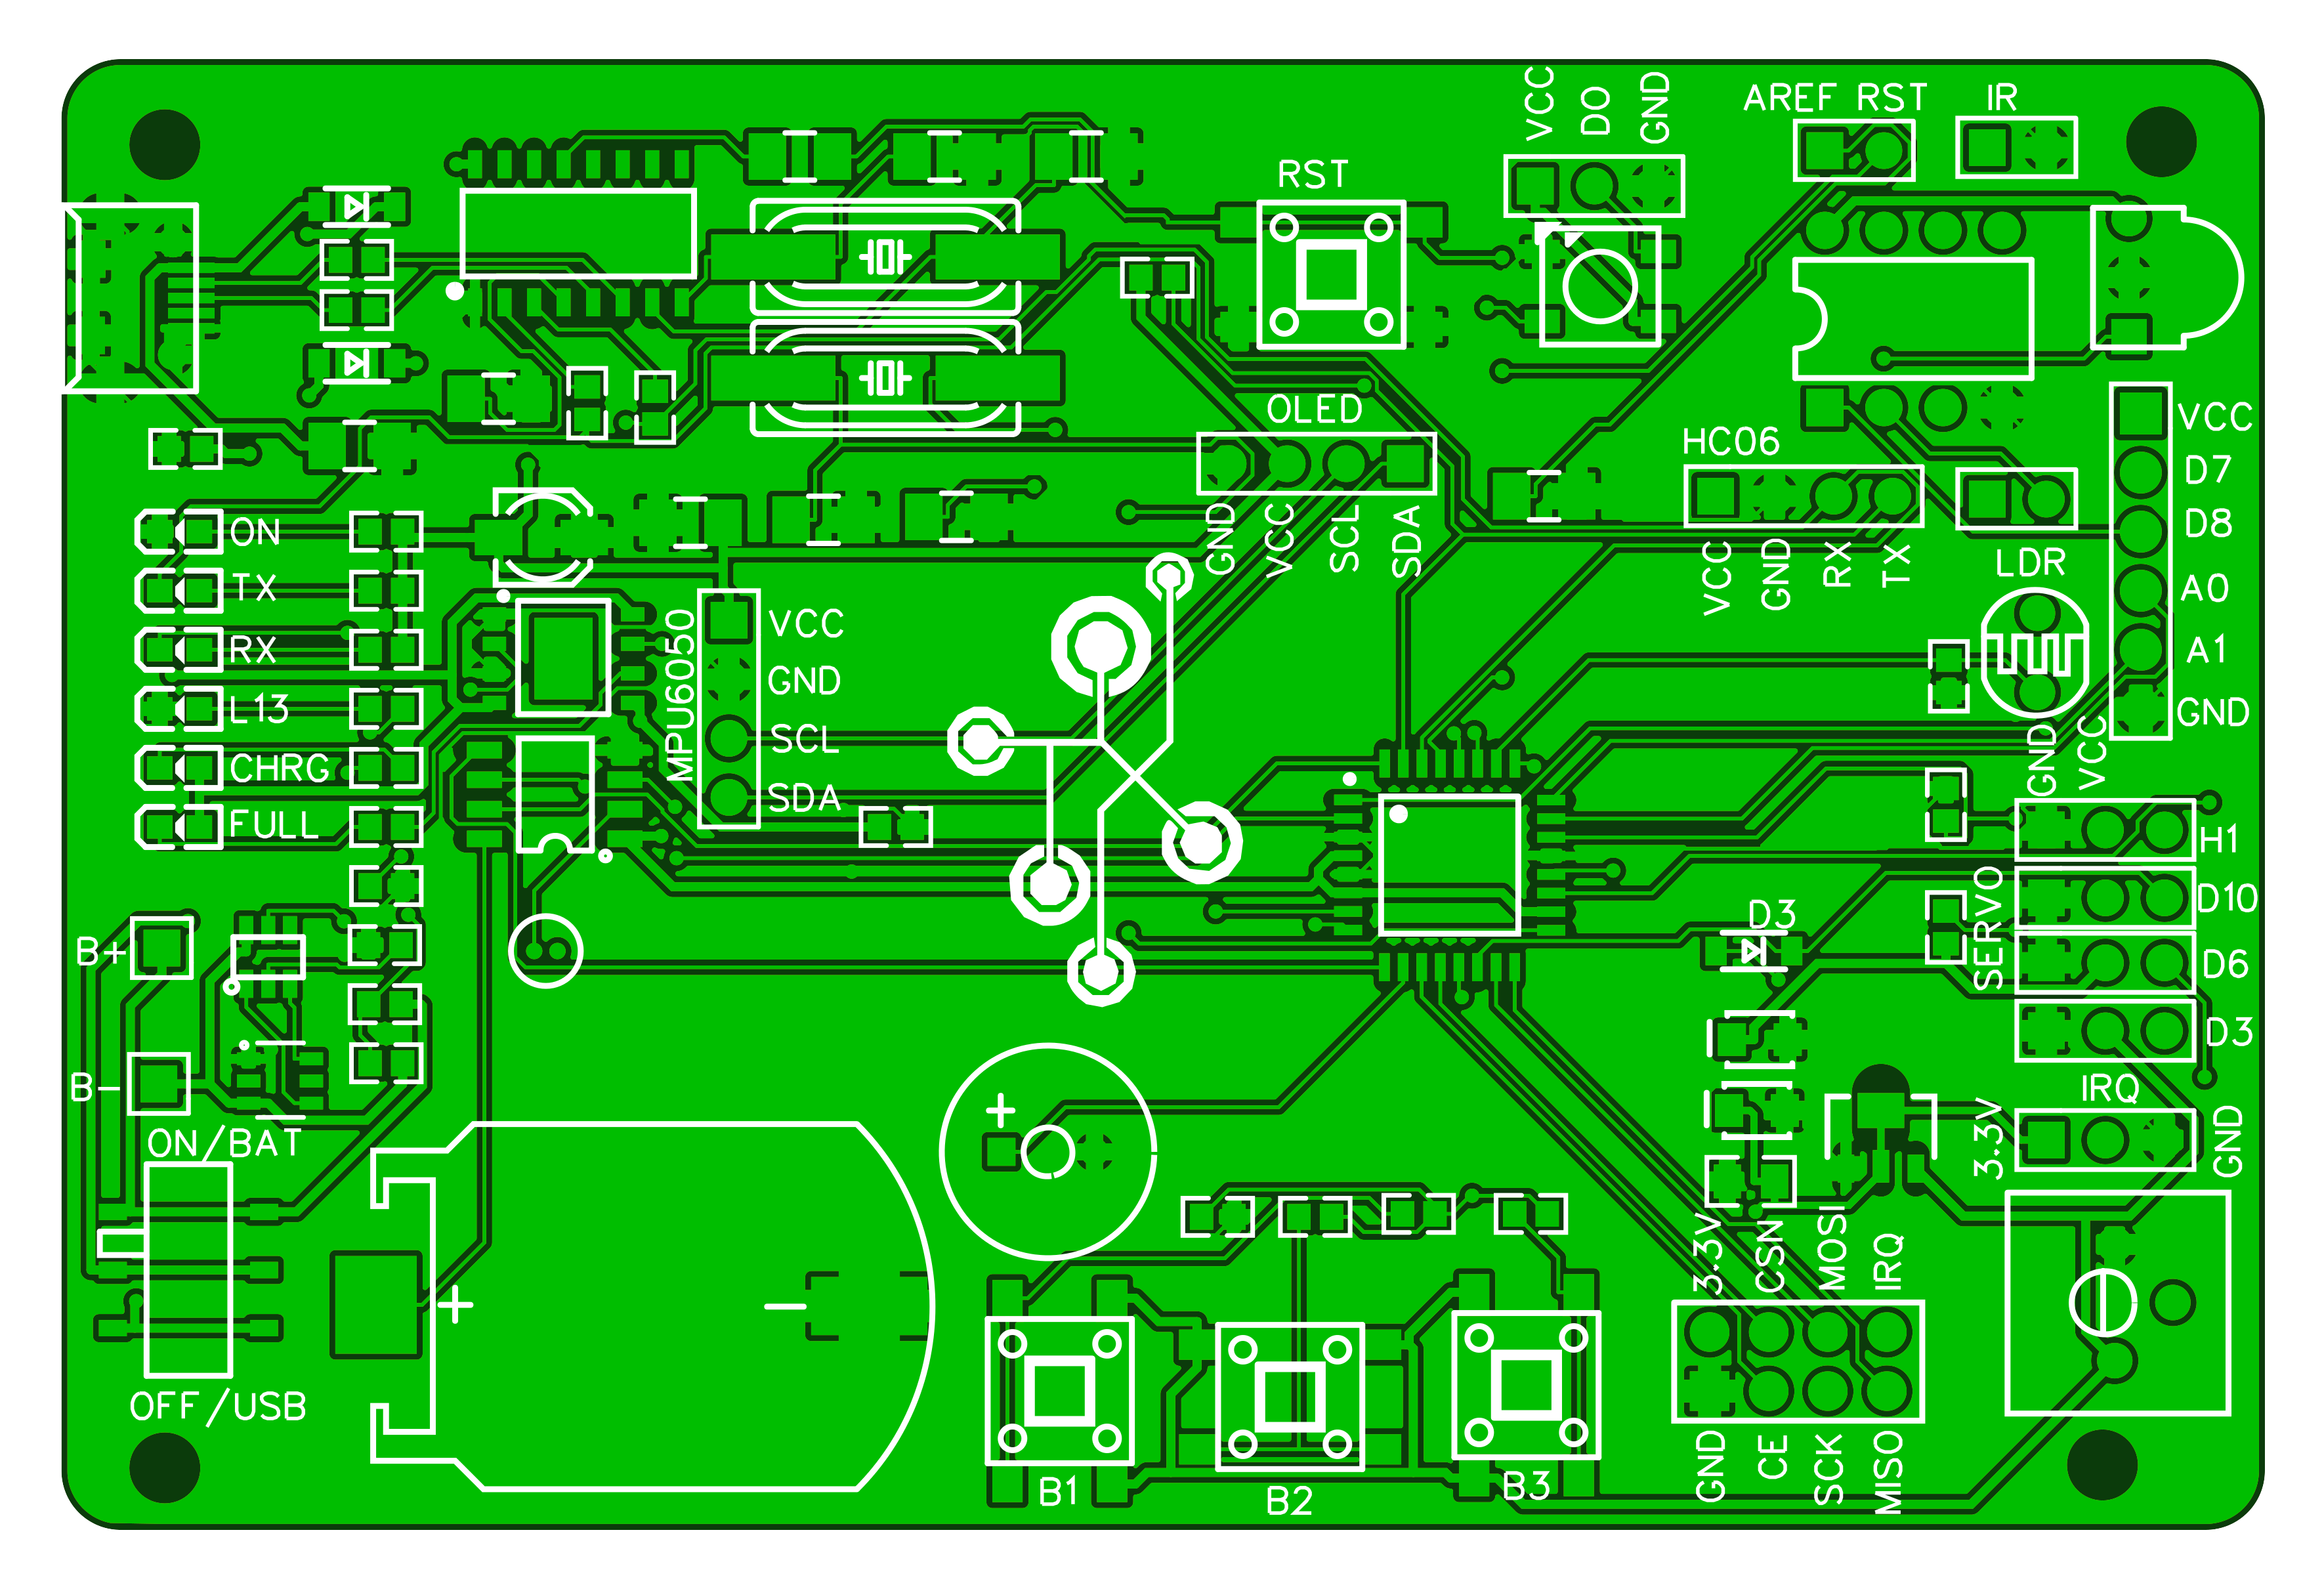 VCC
DO
GND
AREF RST
IR
RST
OLED
HC06
VCC
D7
D8
A0
A1
GND
GND
VCC
SCL
SDA
VCC
GND
RX
TX
LDR
ON
TX
RX
L13
CHRG
FULL
MPU6050
VCC
GND
SCL
SDA
GND
VCC
H1
D10
D6
D3
SERVO
D3
B+
B-
ON/BAT
OFF/USB
+
+
-
IRQ
3.3V
GND
3.3V
CSN
MOSI
IRQ
GND
CE
SCK
MISO
B1
B2
B3